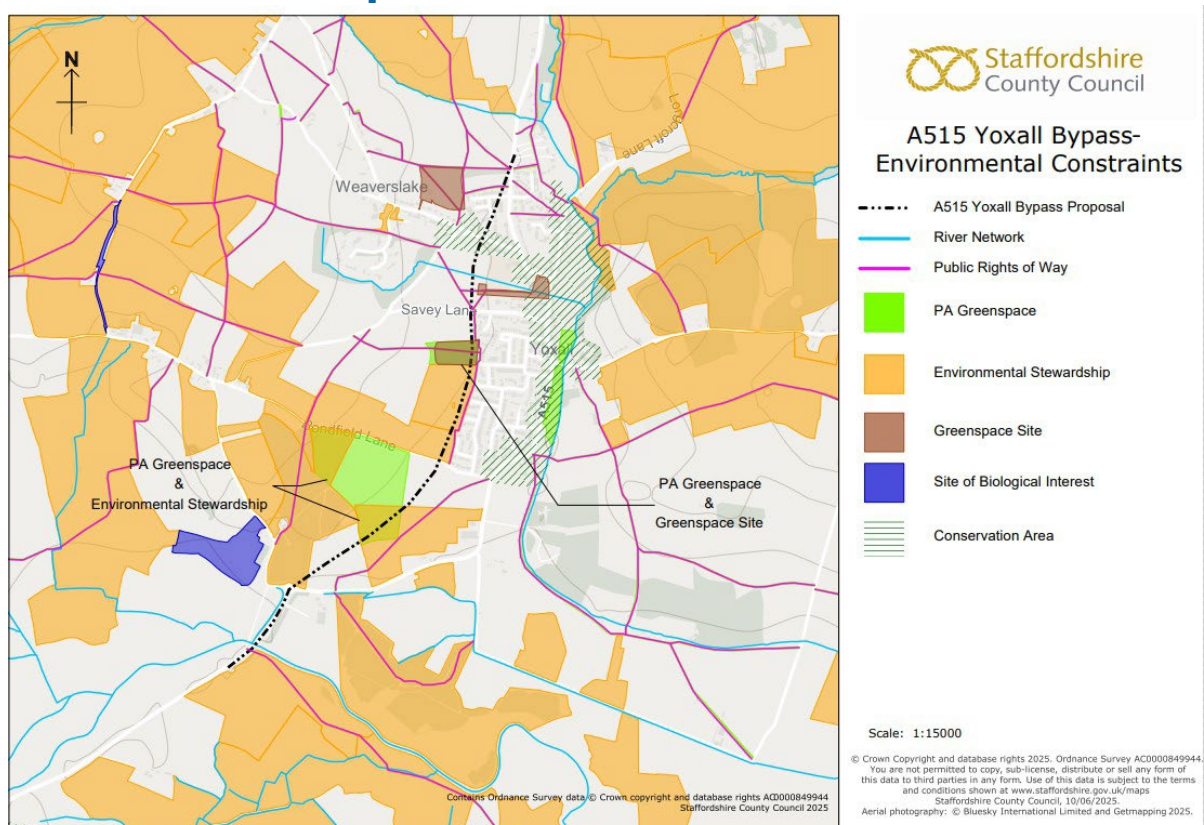 N
Longcroft Lane
Weaverslake
Savey Lane
Yoxall
A515
Bondfield Lane
PA Greenspace
&
Environmental Stewardship
PA Greenspace
&
Greenspace Site
Contains Ordnance Survey data © Crown copyright and database rights AC0000849944
Staffordshire County Council 2025
Staffordshire
County Council
A515 Yoxall Bypass-
Environmental Constraints
A515 Yoxall Bypass Proposal
River Network
Public Rights of Way
PA Greenspace
Environmental Stewardship
Greenspace Site
Site of Biological Interest
Conservation Area
Scale: 1:15000
© Crown Copyright and database rights 2025. Ordnance Survey AC0000849944.
You are not permitted to copy, sub-license, distribute or sell any form of
this data to third parties in any form. Use of this data is subject to the terms
and conditions shown at www.staffordshire.gov.uk/maps
Staffordshire County Council, 10/06/2025.
Aerial photography: © Bluesky International Limited and Getmapping 2025.